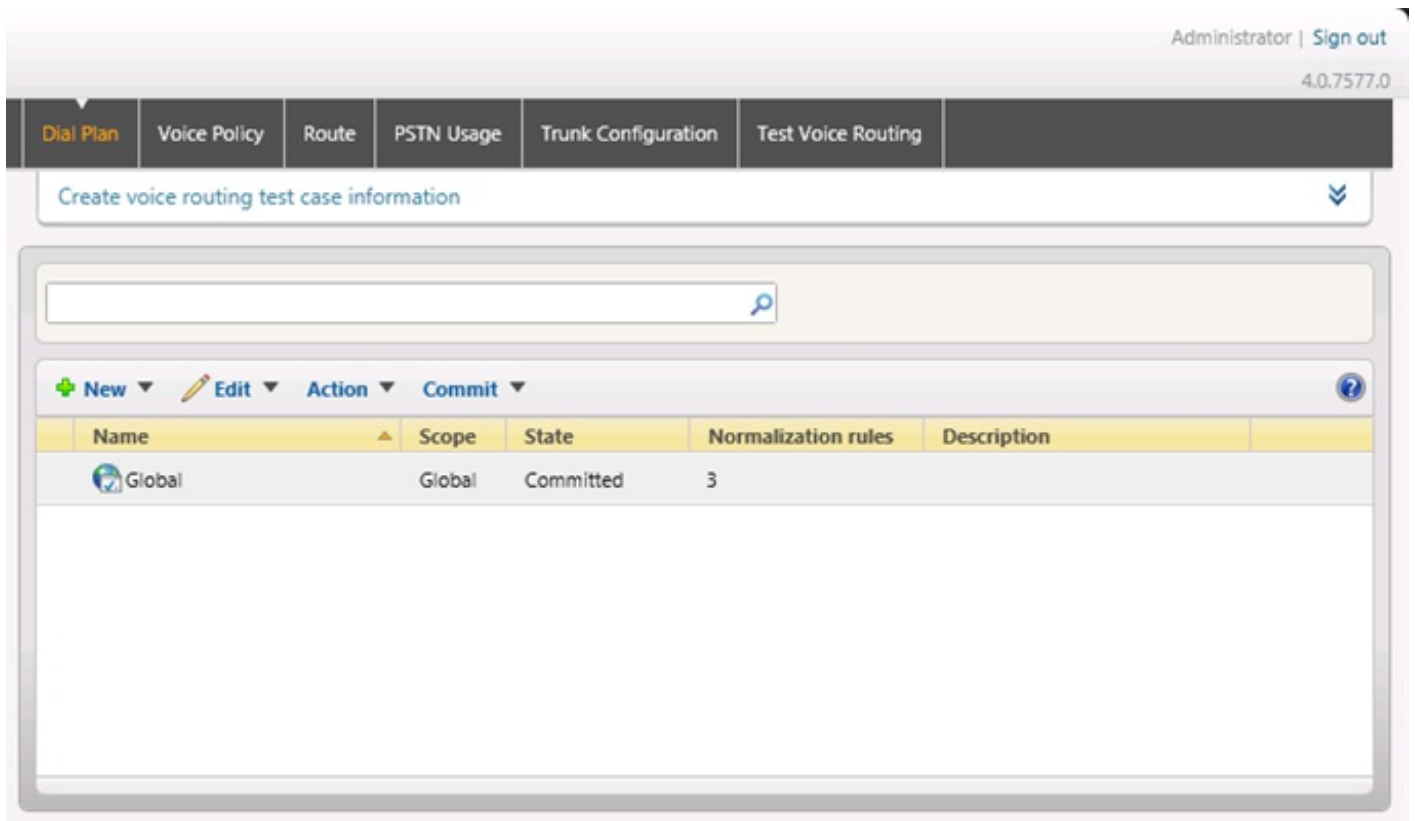 Administrator | Sign out
4.0.7577.0
Dial Plan Voice Policy Route PSTN Usage Trunk Configuration Test Voice Routing
Create voice routing test case information
New Edit Action Commit
Name Scope State Normalization rules Description
Global Global Committed 3